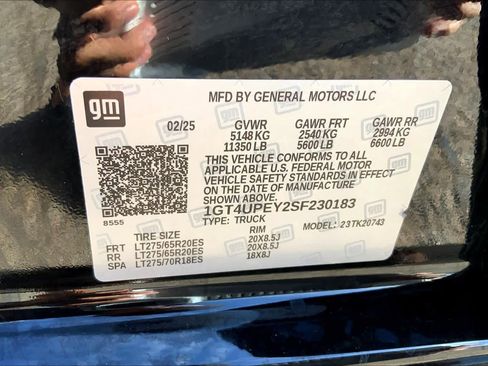 gm
MFD BY GENERAL MOTORS LLC
02/25 GVWR GAWR FRT GAWR RR
5148 KG 2540 KG 2994 KG
11350 LB 5600 LB 6600 LB
THIS VEHICLE CONFORMS TO ALL
APPLICABLE U.S. FEDERAL MOTOR
VEHICLE SAFETY STANDARDS IN EFFECT
ON THE DATE OF MANUFACTURE SHOWN ABOVE.
1GT4UPEY2SF230183
8555
TYPE: TRUCK MODEL: 23TK20743
TIRE SIZE RIM
FRT LT275/65R20ES 20X8.5J
RR LT275/65R20ES 20X8.5J
SPA LT275/70R18ES 18X8J